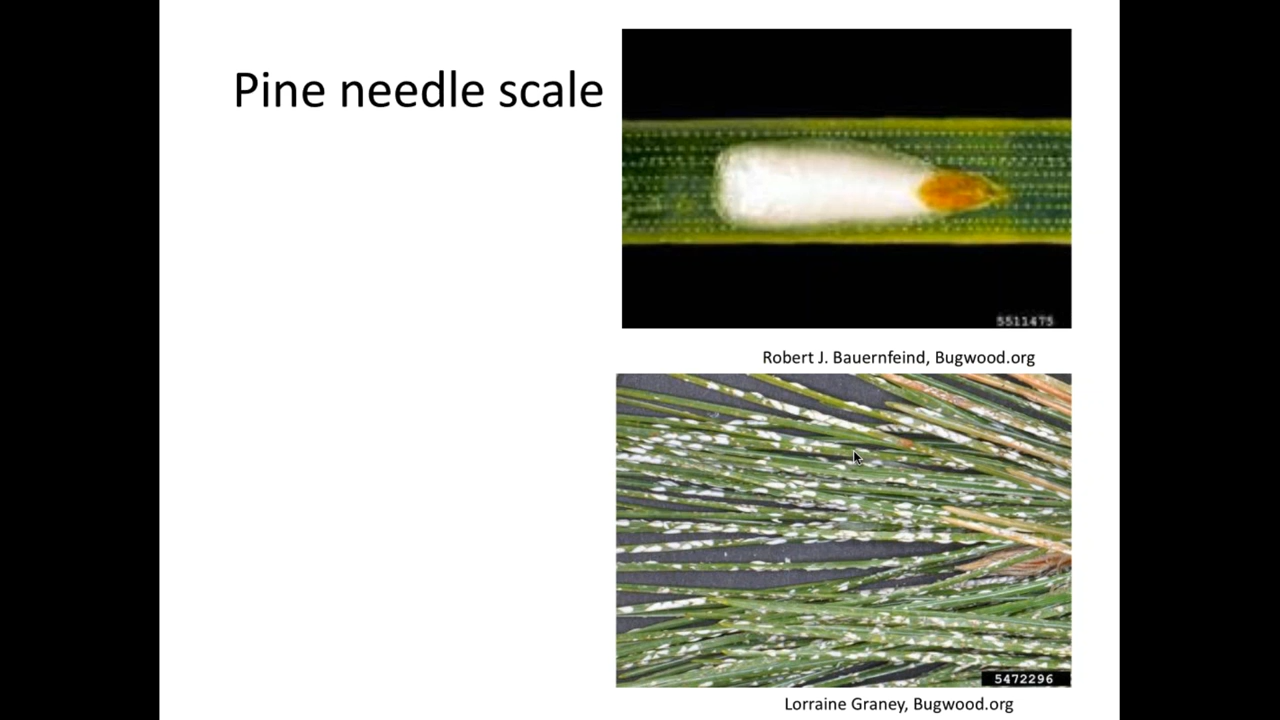 Pine needle scale
5511475
Robert J. Bauernfeind, Bugwood.org
5472296
Lorraine Graney, Bugwood.org